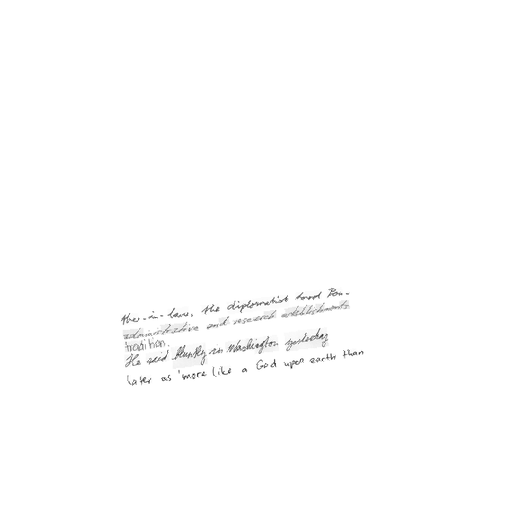 ther-in-law, the diplomatist Lord Pon-
administrative and research establishments
tradition.
He said bluntly in Washington yesterday
later as 'more like a God upon earth than